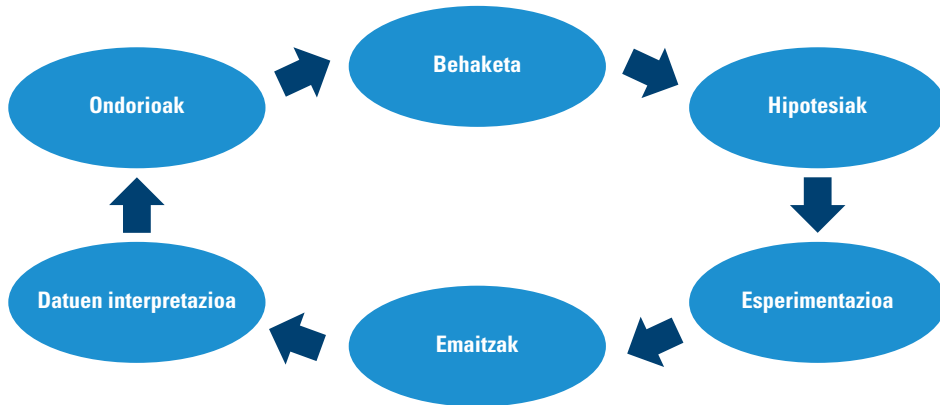 Behaketa
Hipotesiak
Esperimentazioa
Emaitzak
Datuen interpretazioa
Ondorioak